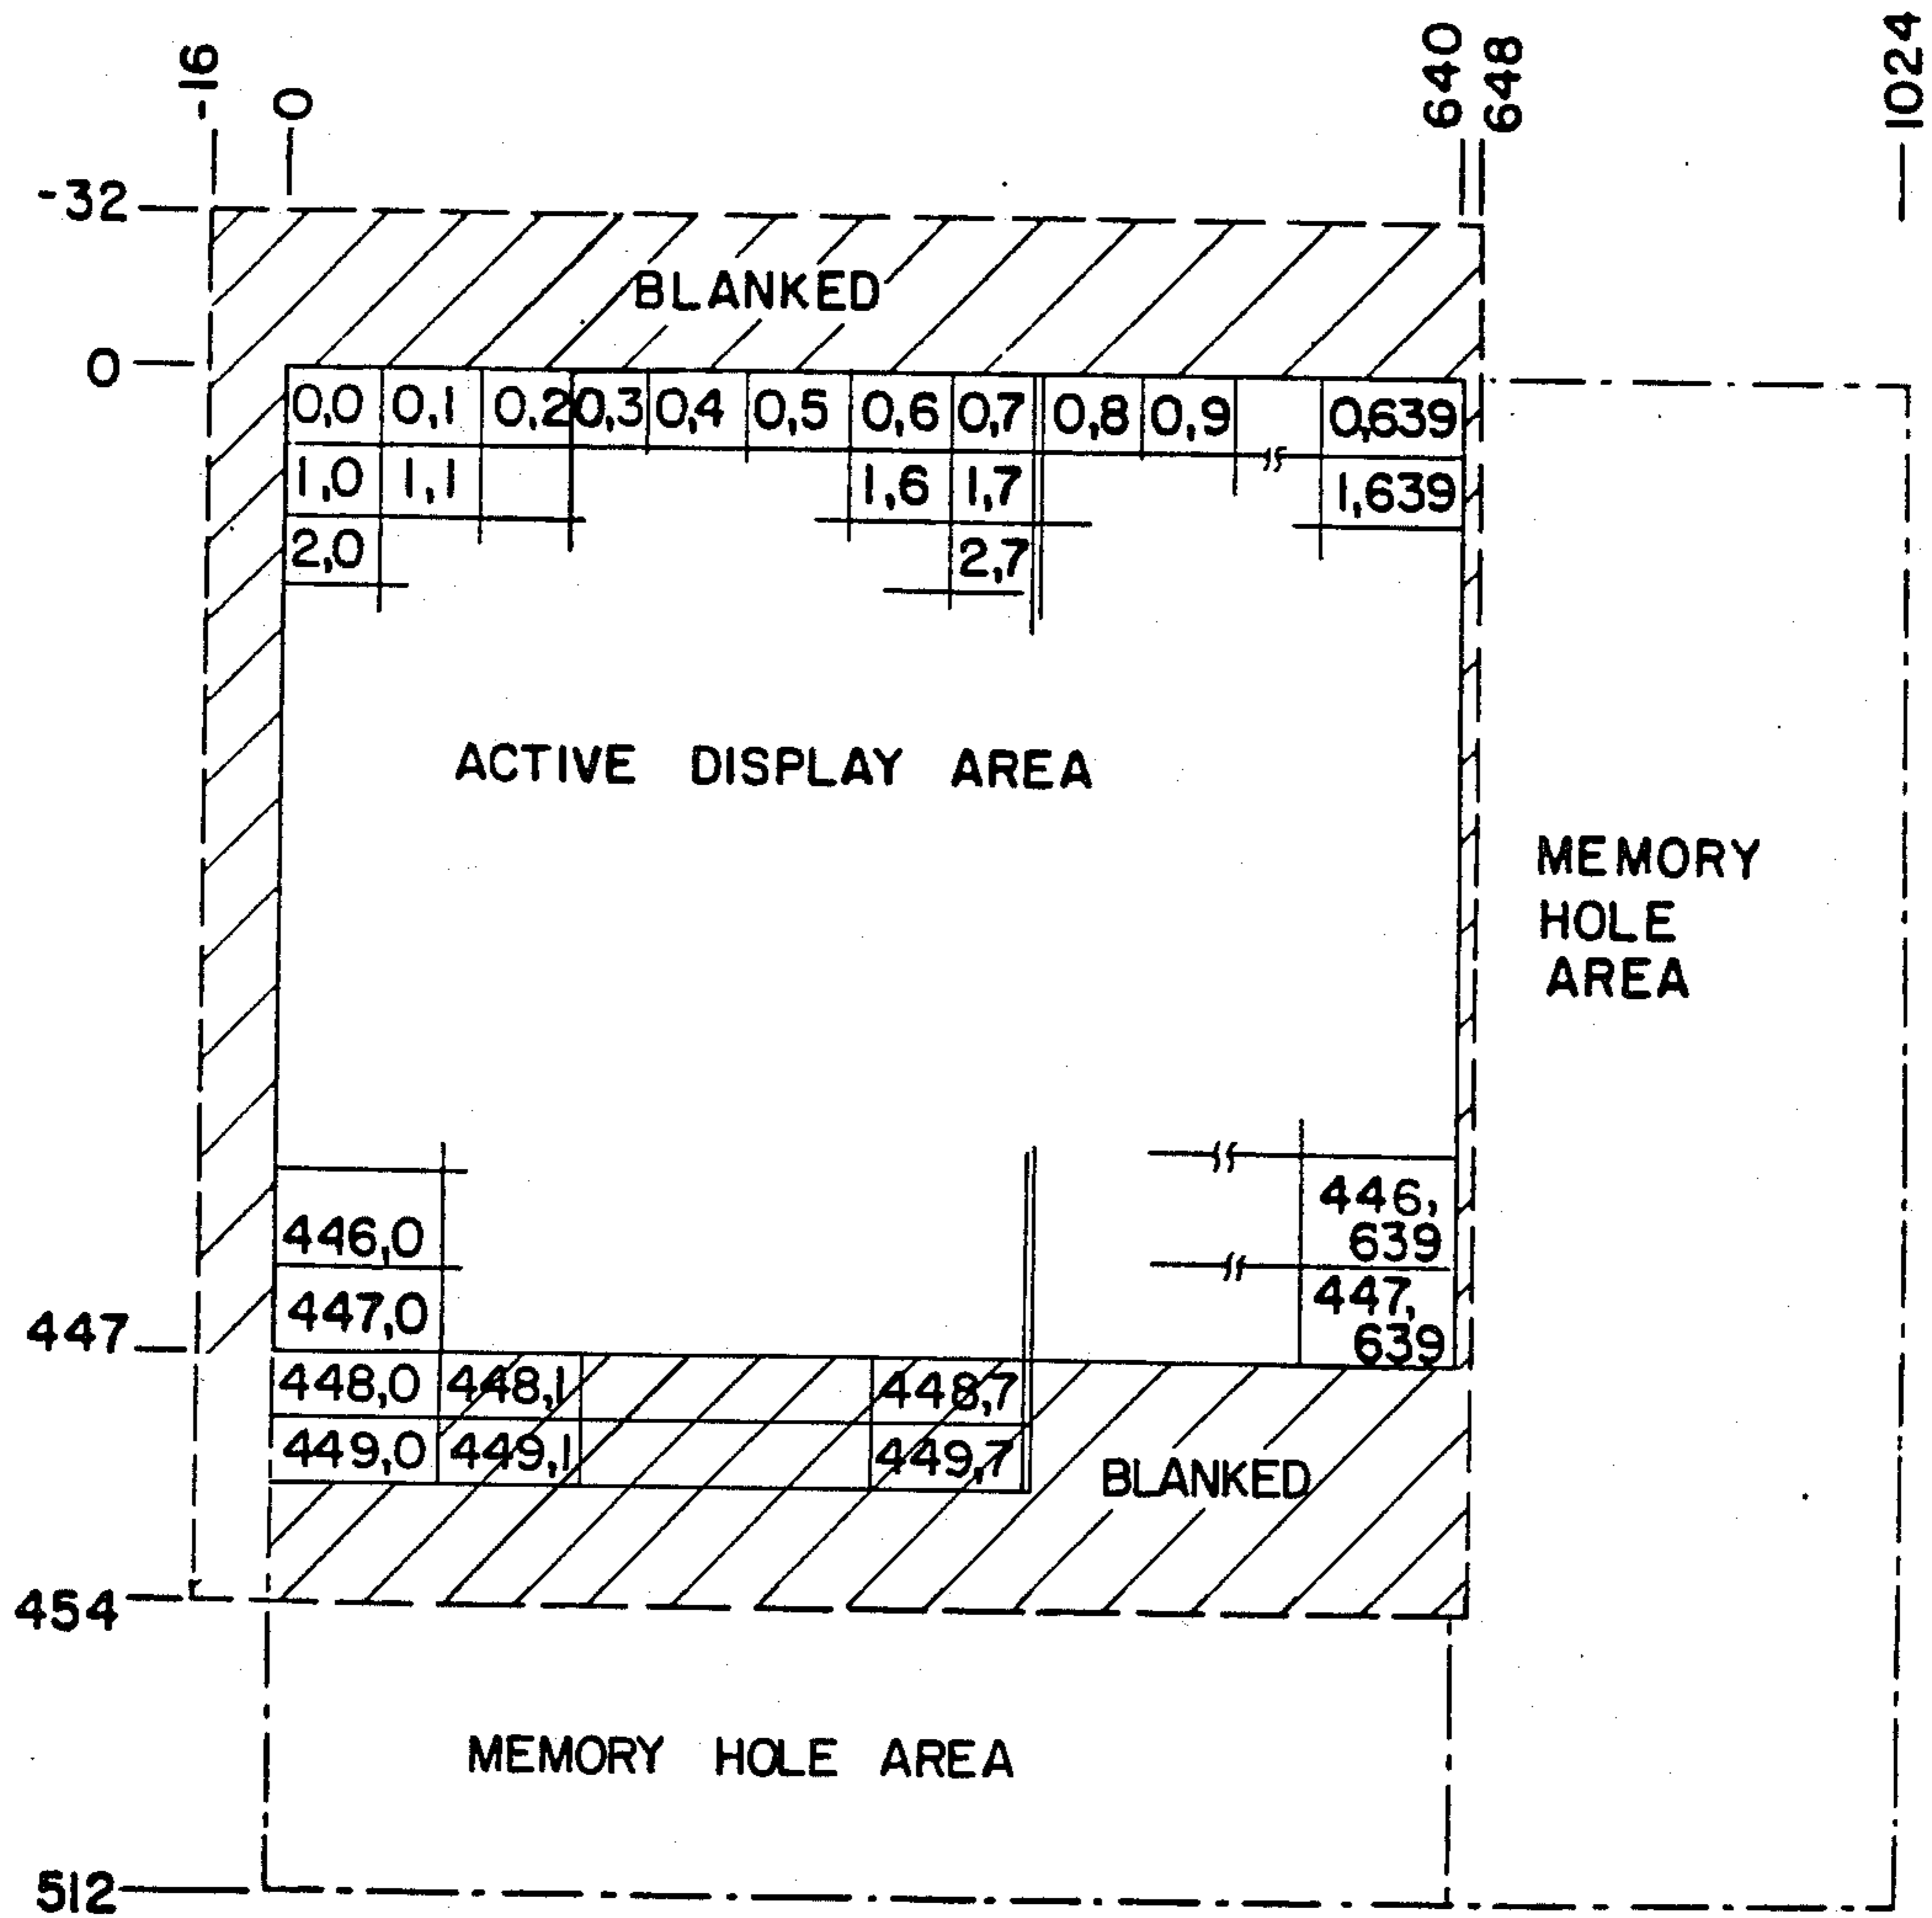 -16 0 640 648 1024
-32
BLANKED
0
0,0 0,1 0,2 0,3 0,4 0,5 0,6 0,7 0,8 0,9 0,639
1,0 1,1 1,6 1,7 1,639
2,0 2,7
ACTIVE DISPLAY AREA
MEMORY
HOLE
AREA
446,
639
446,0
447,
639
447,0
447
448,0 448,1 448,7
449,0 449,1 449,7
BLANKED
454
MEMORY HOLE AREA
512